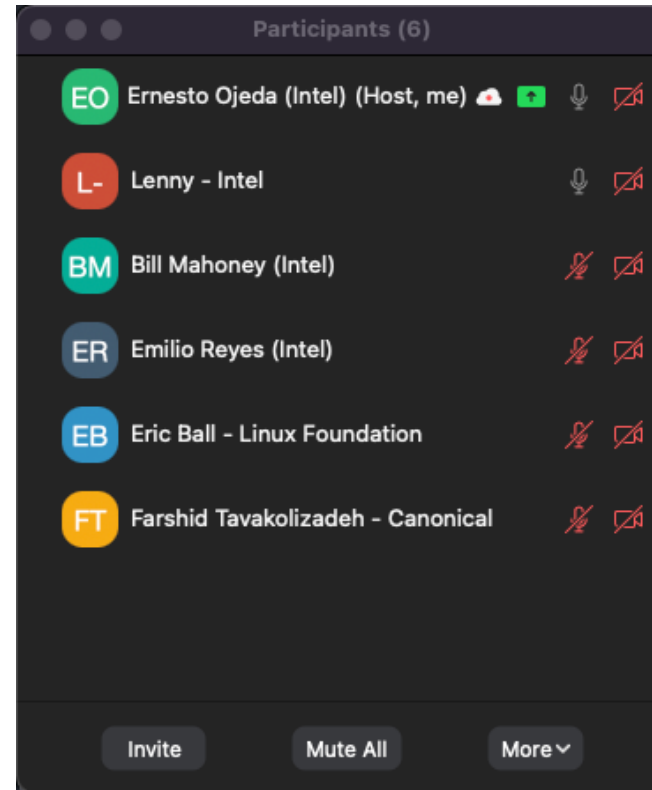 Participants (6)
EO Ernesto Ojeda (Intel) (Host, me)
L- Lenny - Intel
BM Bill Mahoney (Intel)
ER Emilio Reyes (Intel)
EB Eric Ball - Linux Foundation
FT Farshid Tavakolizadeh - Canonical
Invite Mute All More